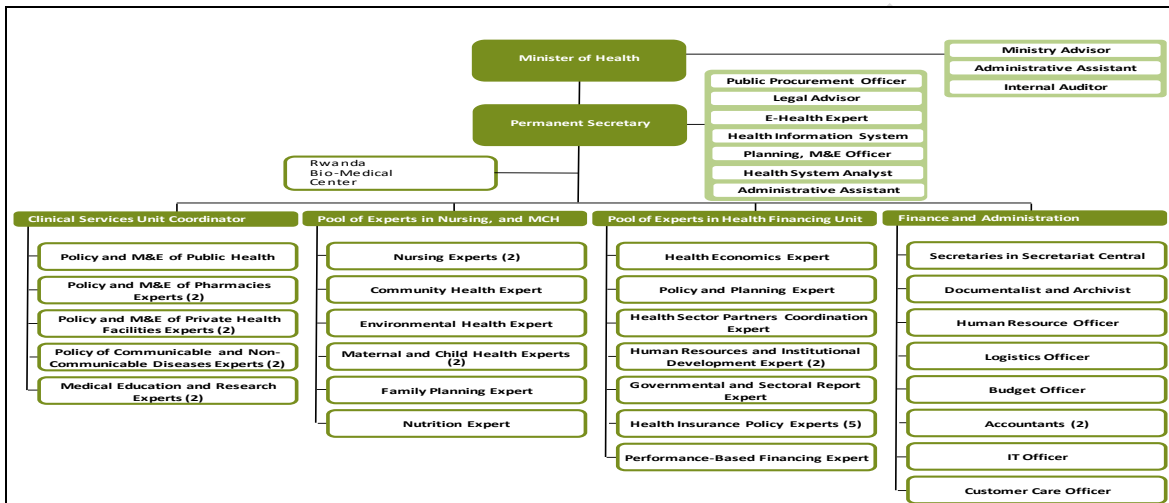 Minister of Health
Ministry Advisor
Administrative Assistant
Internal Auditor
Permanent Secretary
Public Procurement Officer
Legal Advisor
E-Health Expert
Health Information System
Planning, M&E Officer
Health System Analyst
Administrative Assistant
Rwanda
Bio-Medical
Center
Clinical Services Unit Coordinator
Policy and M&E of Public Health
Policy and M&E of Pharmacies
Experts (2)
Policy and M&E of Private Health
Facilities Experts (2)
Policy of Communicable and Non-
Communicable Diseases Experts (2)
Medical Education and Research
Experts (2)
Pool of Experts in Nursing, and MCH
Nursing Experts (2)
Community Health Expert
Environmental Health Expert
Maternal and Child Health Experts
(2)
Family Planning Expert
Nutrition Expert
Pool of Experts in Health Financing Unit
Health Economics Expert
Policy and Planning Expert
Health Sector Partners Coordination
Expert
Human Resources and Institutional
Development Expert (2)
Governmental and Sectoral Report
Expert
Health Insurance Policy Experts (5)
Performance-Based Financing Expert
Finance and Administration
Secretaries in Secretariat Central
Documentalist and Archivist
Human Resource Officer
Logistics Officer
Budget Officer
Accountants (2)
IT Officer
Customer Care Officer